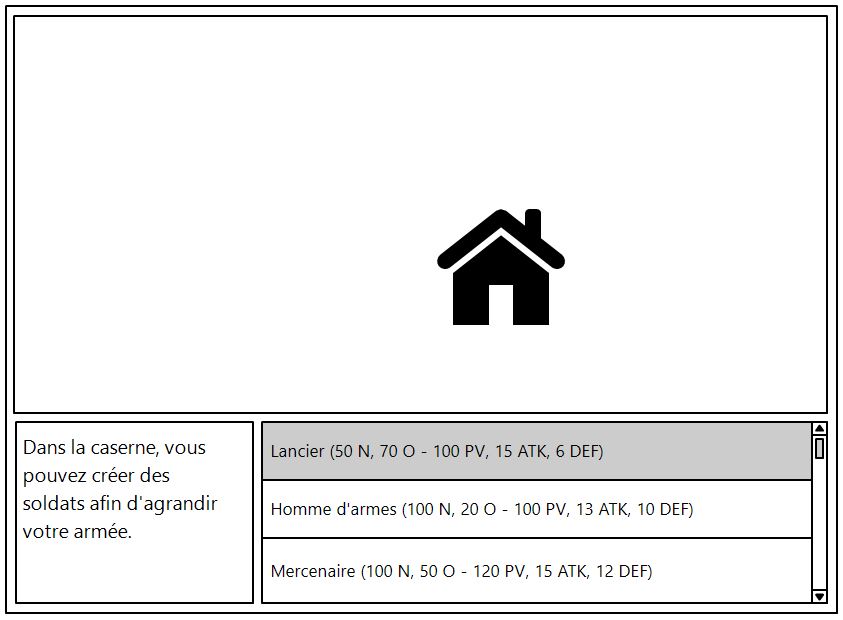 Dans la caserne, vous
pouvez créer des
soldats afin d'agrandir
votre armée.
Lancier (50 N, 70 O - 100 PV, 15 ATK, 6 DEF)
Homme d'armes (100 N, 20 O - 100 PV, 13 ATK, 10 DEF)
Mercenaire (100 N, 50 O - 120 PV, 15 ATK, 12 DEF)